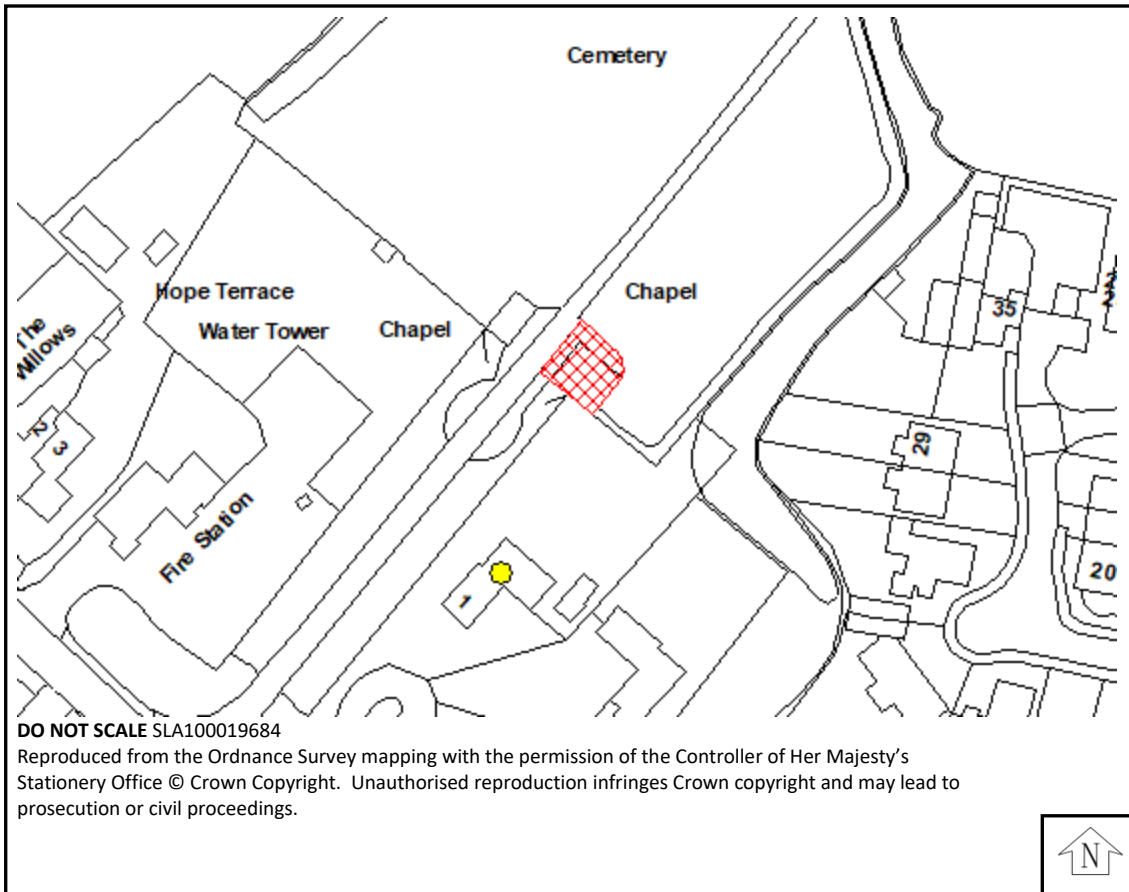 Cemetery
Hope Terrace
Chapel
Water Tower
Chapel
The
Willows
35
2
3
29
Fire Station
1
20
DO NOT SCALE SLA100019684
Reproduced from the Ordnance Survey mapping with the permission of the Controller of Her Majesty's
Stationery Office © Crown Copyright. Unauthorised reproduction infringes Crown copyright and may lead to
prosecution or civil proceedings.
N